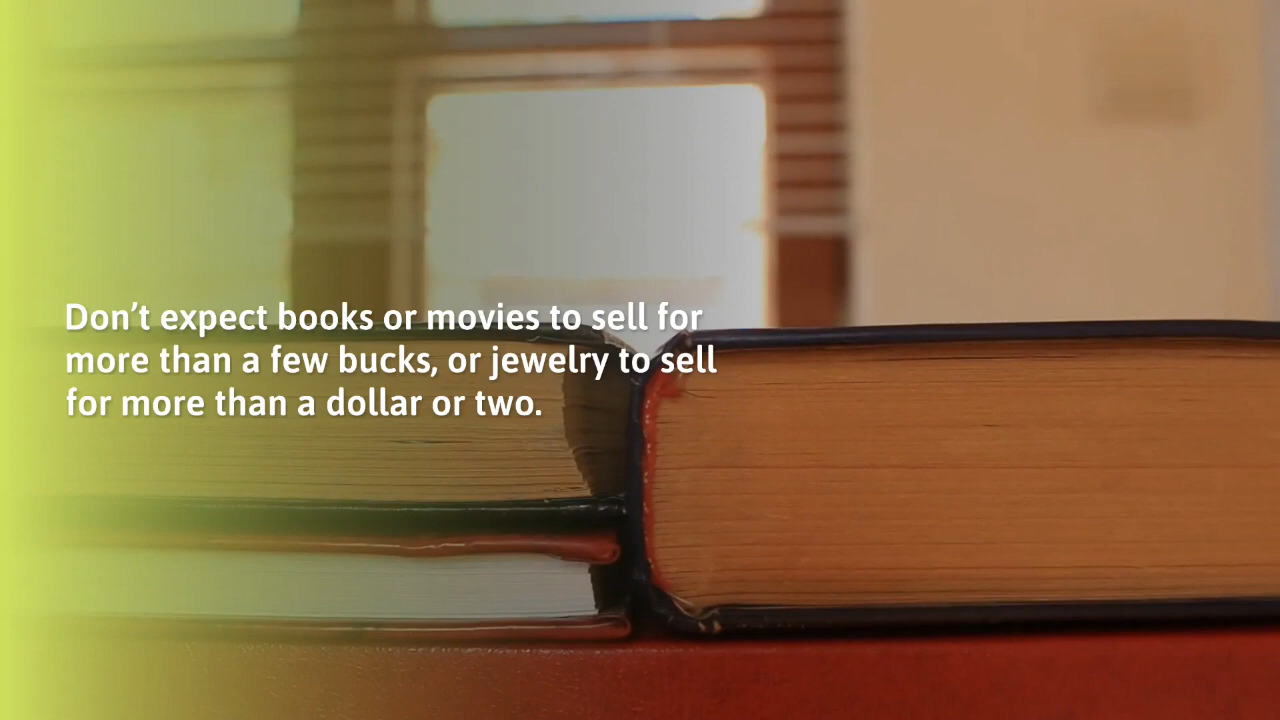 Don’t expect books or movies to sell for
more than a few bucks, or jewelry to sell
for more than a dollar or two.